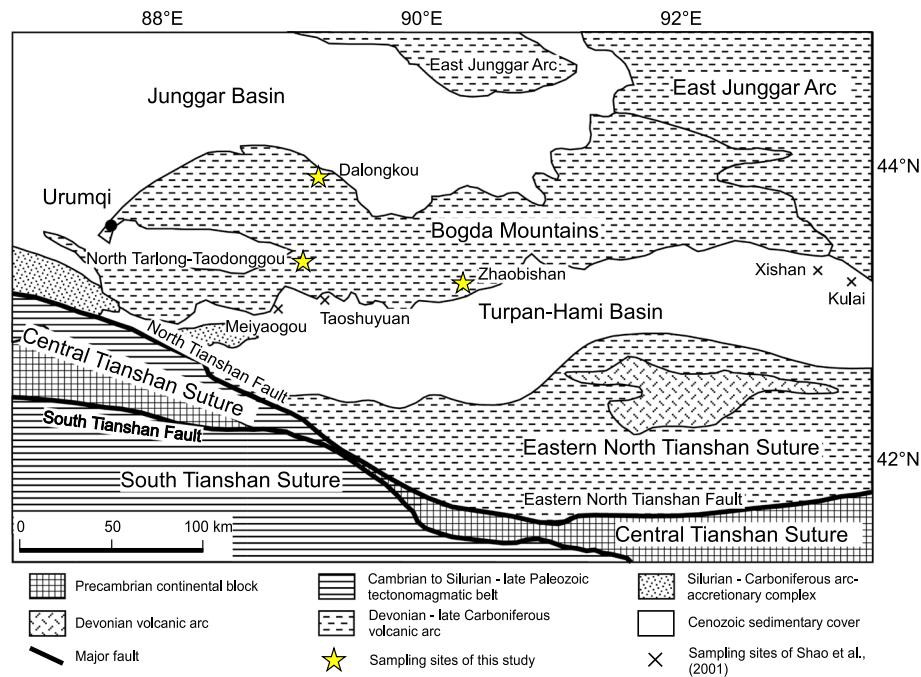 88°E 90°E 92°E
East Junggar Arc
Junggar Basin
East Junggar Arc
Dalongkou
44°N
Urumqi
Bogda Mountains
North Tarlong-Taodonggou
Zhaobishan
Xishan
Kulai
Meiyaogou
Taoshuyuan
Turpan-Hami Basin
North Tianshan Fault
Central Tianshan Suture
South Tianshan Fault
Eastern North Tianshan Suture
42°N
South Tianshan Suture
Eastern North Tianshan Fault
0 50 100 km
Central Tianshan Suture
Precambrian continental block
Cambrian to Silurian - late Paleozoic
tectonomagmatic belt
Silurian - Carboniferous arc-
accretionary complex
Devonian volcanic arc
Devonian - late Carboniferous
volcanic arc
Cenozoic sedimentary cover
Major fault
Sampling sites of this study
Sampling sites of Shao et al.,
(2001)